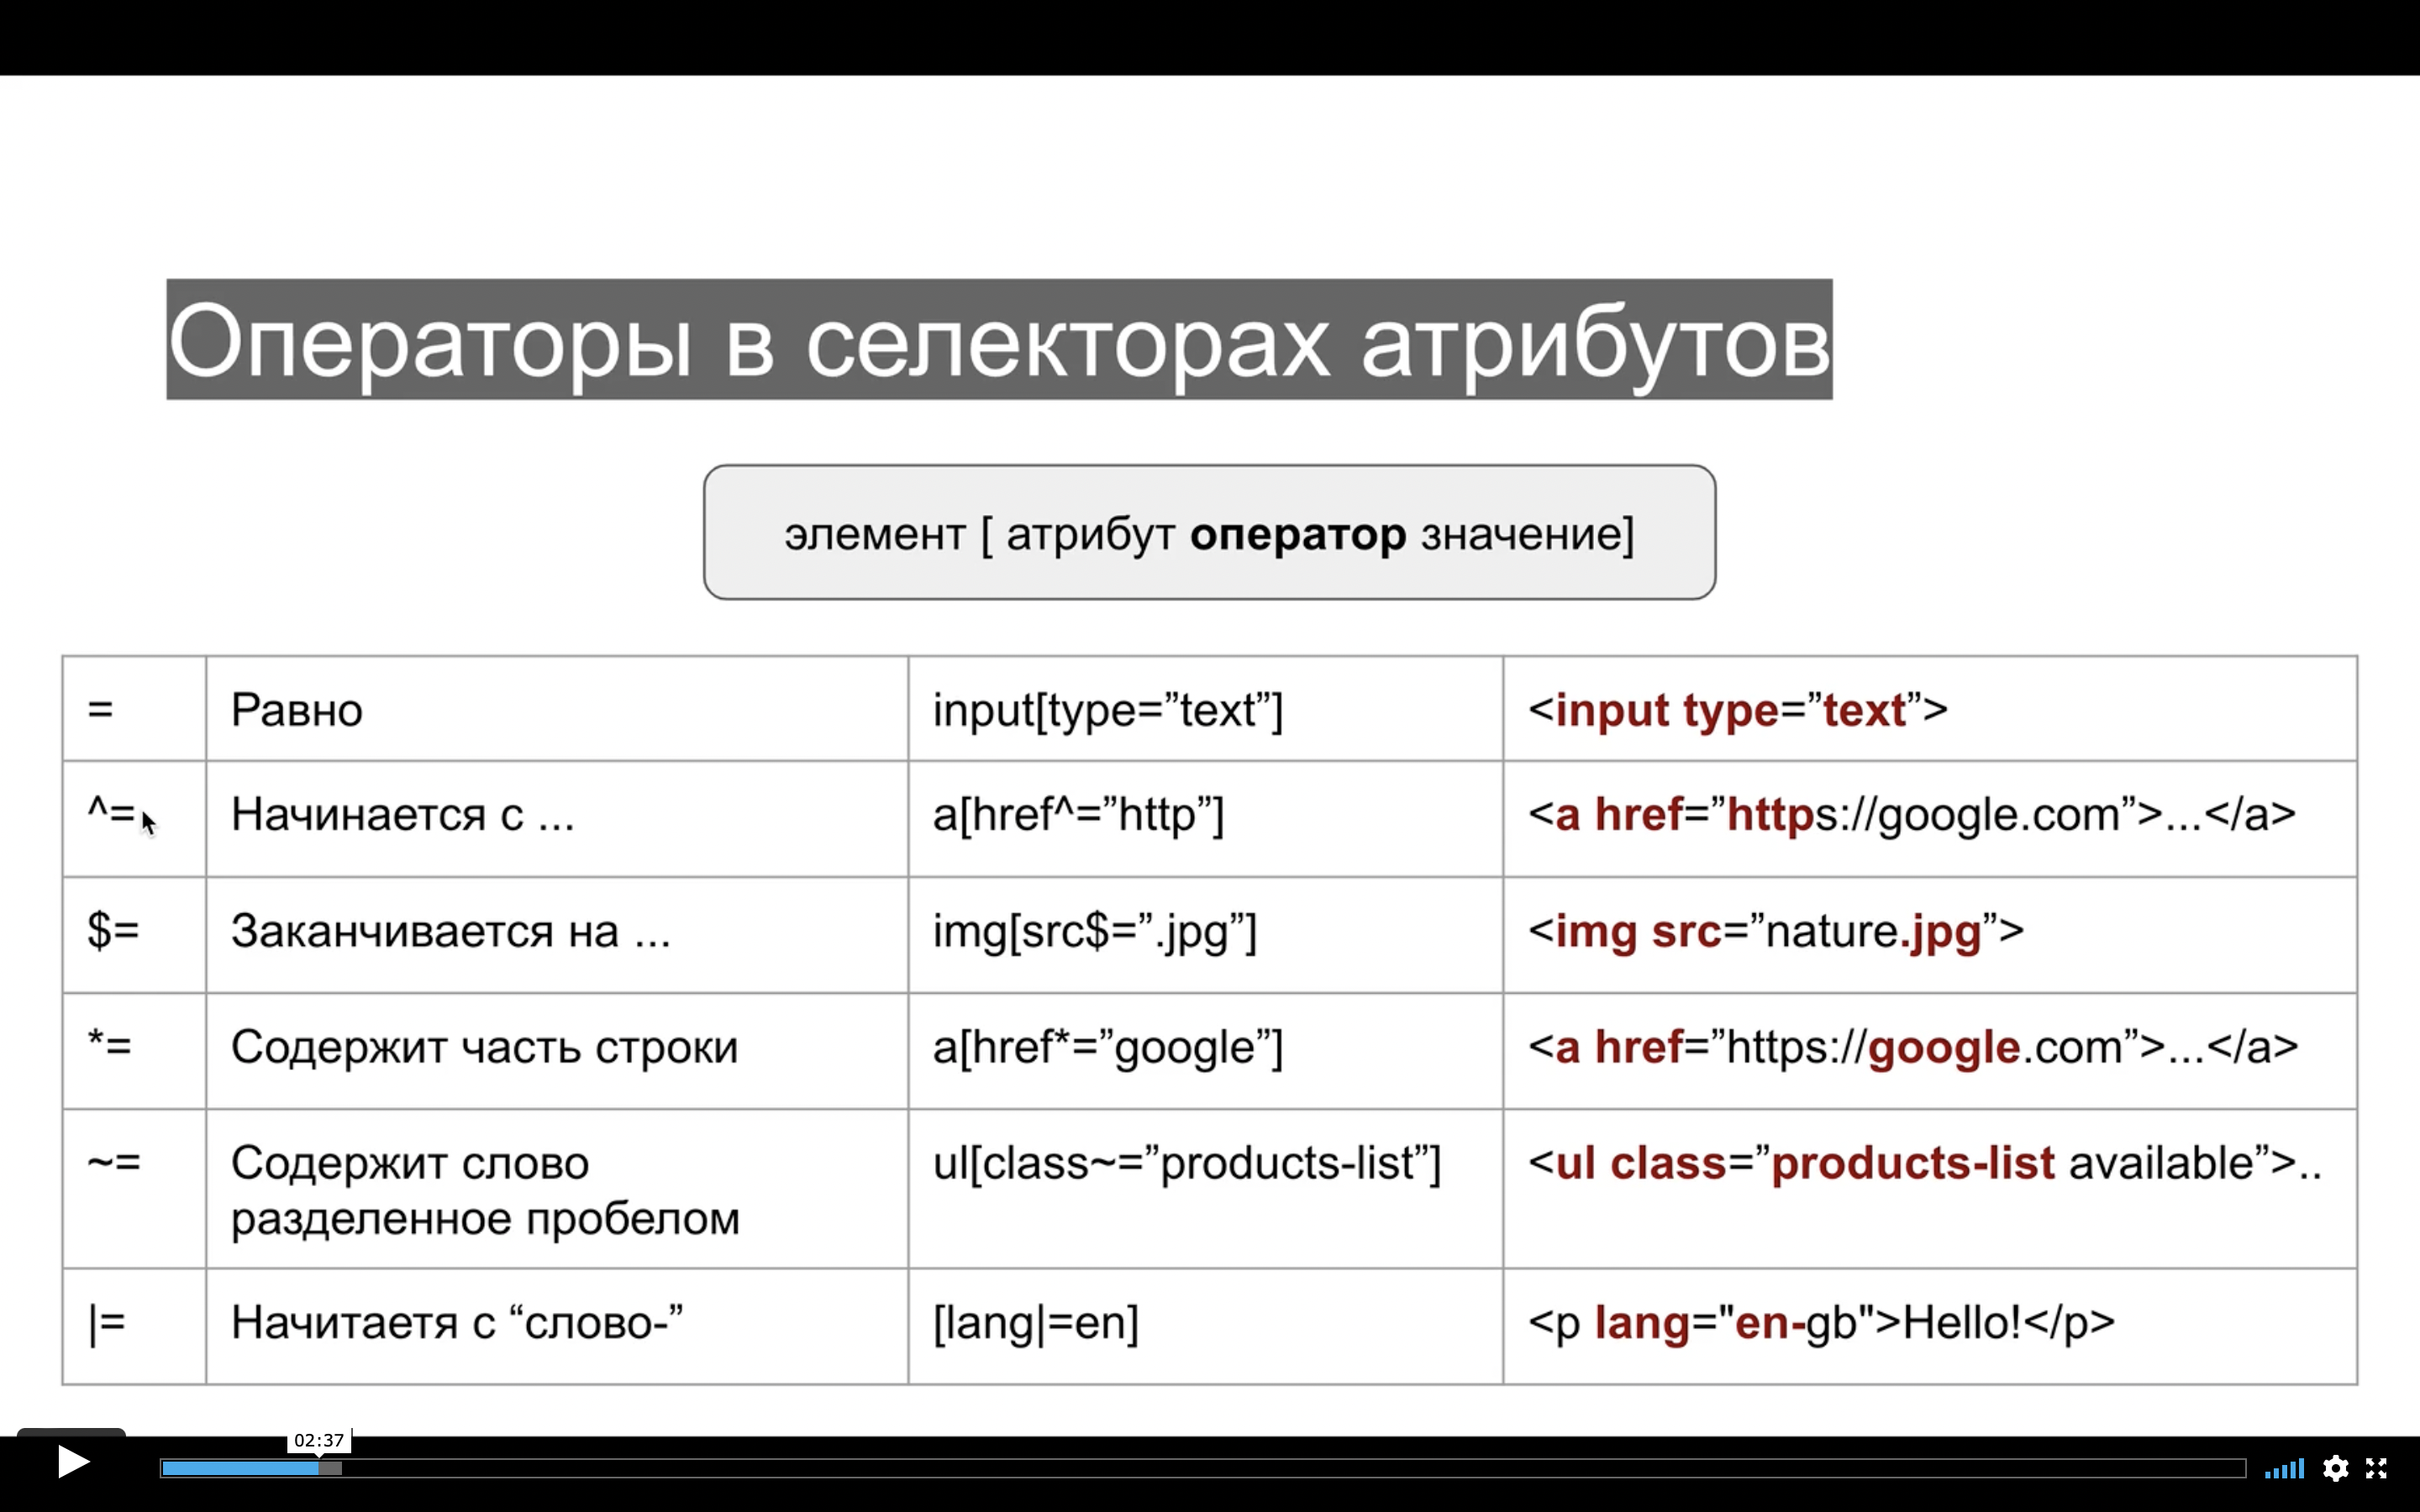 Операторы в селекторах атрибутов
элемент [ атрибут оператор значение]
= Равно input[type=”text”] <input type=”text”>
^= Начинается с ... a[href^=”http”] <a href=”https://google.com”>...</a>
$= Заканчивается на ... img[src$=”.jpg”] <img src=”nature.jpg”>
*= Содержит часть строки a[href*=”google”] <a href=”https://google.com”>...</a>
~= Содержит слово ul[class~=”products-list”] <ul class=”products-list available”>..
разделенное пробелом
|= Начитаетя с “слово-” [lang|=en] <p lang="en-gb">Hello!</p>
02:37